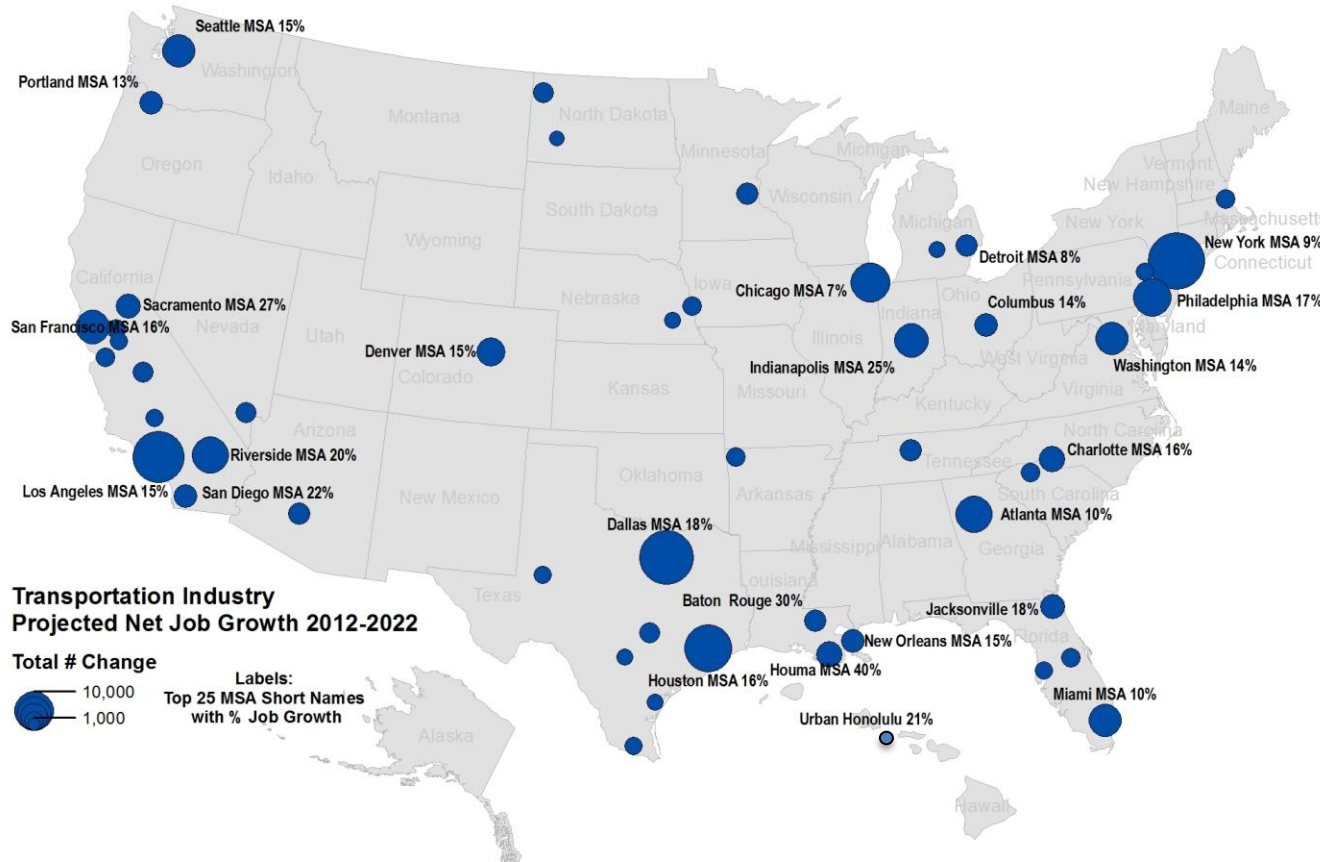 Seattle MSA 15%
Washington
Portland MSA 13%
Montana
North Dakota
Maine
Minnesota
Michigan
Vermont
Oregon
Idaho
Wisconsin
New Hampshire
South Dakota
Michigan
New York
Massachusetts
Wyoming
New York MSA 9%
Detroit MSA 8%
Connecticut
California
Iowa
Pennsylvania
Chicago MSA 7%
Nebraska
Ohio
Columbus 14%
Sacramento MSA 27%
Philadelphia MSA 17%
Nevada
Indiana
San Francisco MSA 16%
Utah
Illinois
Maryland
Denver MSA 15%
West Virginia
Indianapolis MSA 25%
Washington MSA 14%
Colorado
Kansas
Missouri
Virginia
Kentucky
Arizona
North Carolina
Charlotte MSA 16%
Riverside MSA 20%
Tennessee
Oklahoma
Los Angeles MSA 15%
San Diego MSA 22%
New Mexico
Arkansas
South Carolina
Atlanta MSA 10%
Dallas MSA 18%
Mississippi
Alabama
Georgia
Louisiana
Texas
Transportation Industry
Projected Net Job Growth 2012-2022
Baton Rouge 30%
Jacksonville 18%
Florida
New Orleans MSA 15%
Total # Change
Houma MSA 40%
Houston MSA 16%
Labels:
10,000
Top 25 MSA Short Names
1,000
with % Job Growth
Miami MSA 10%
Urban Honolulu 21%
Alaska
Hawaii